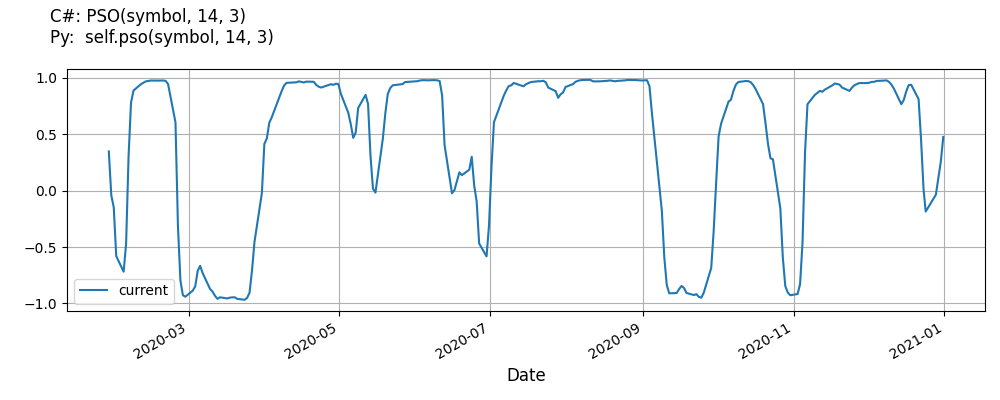 C#: PSO(symbol, 14, 3)
Py:  self.pso(symbol, 14, 3)
1.0
0.5
0.0
−0.5
−1.0
current
2020-03
2020-05
2020-07
2020-09
2020-11
2021-01
Date